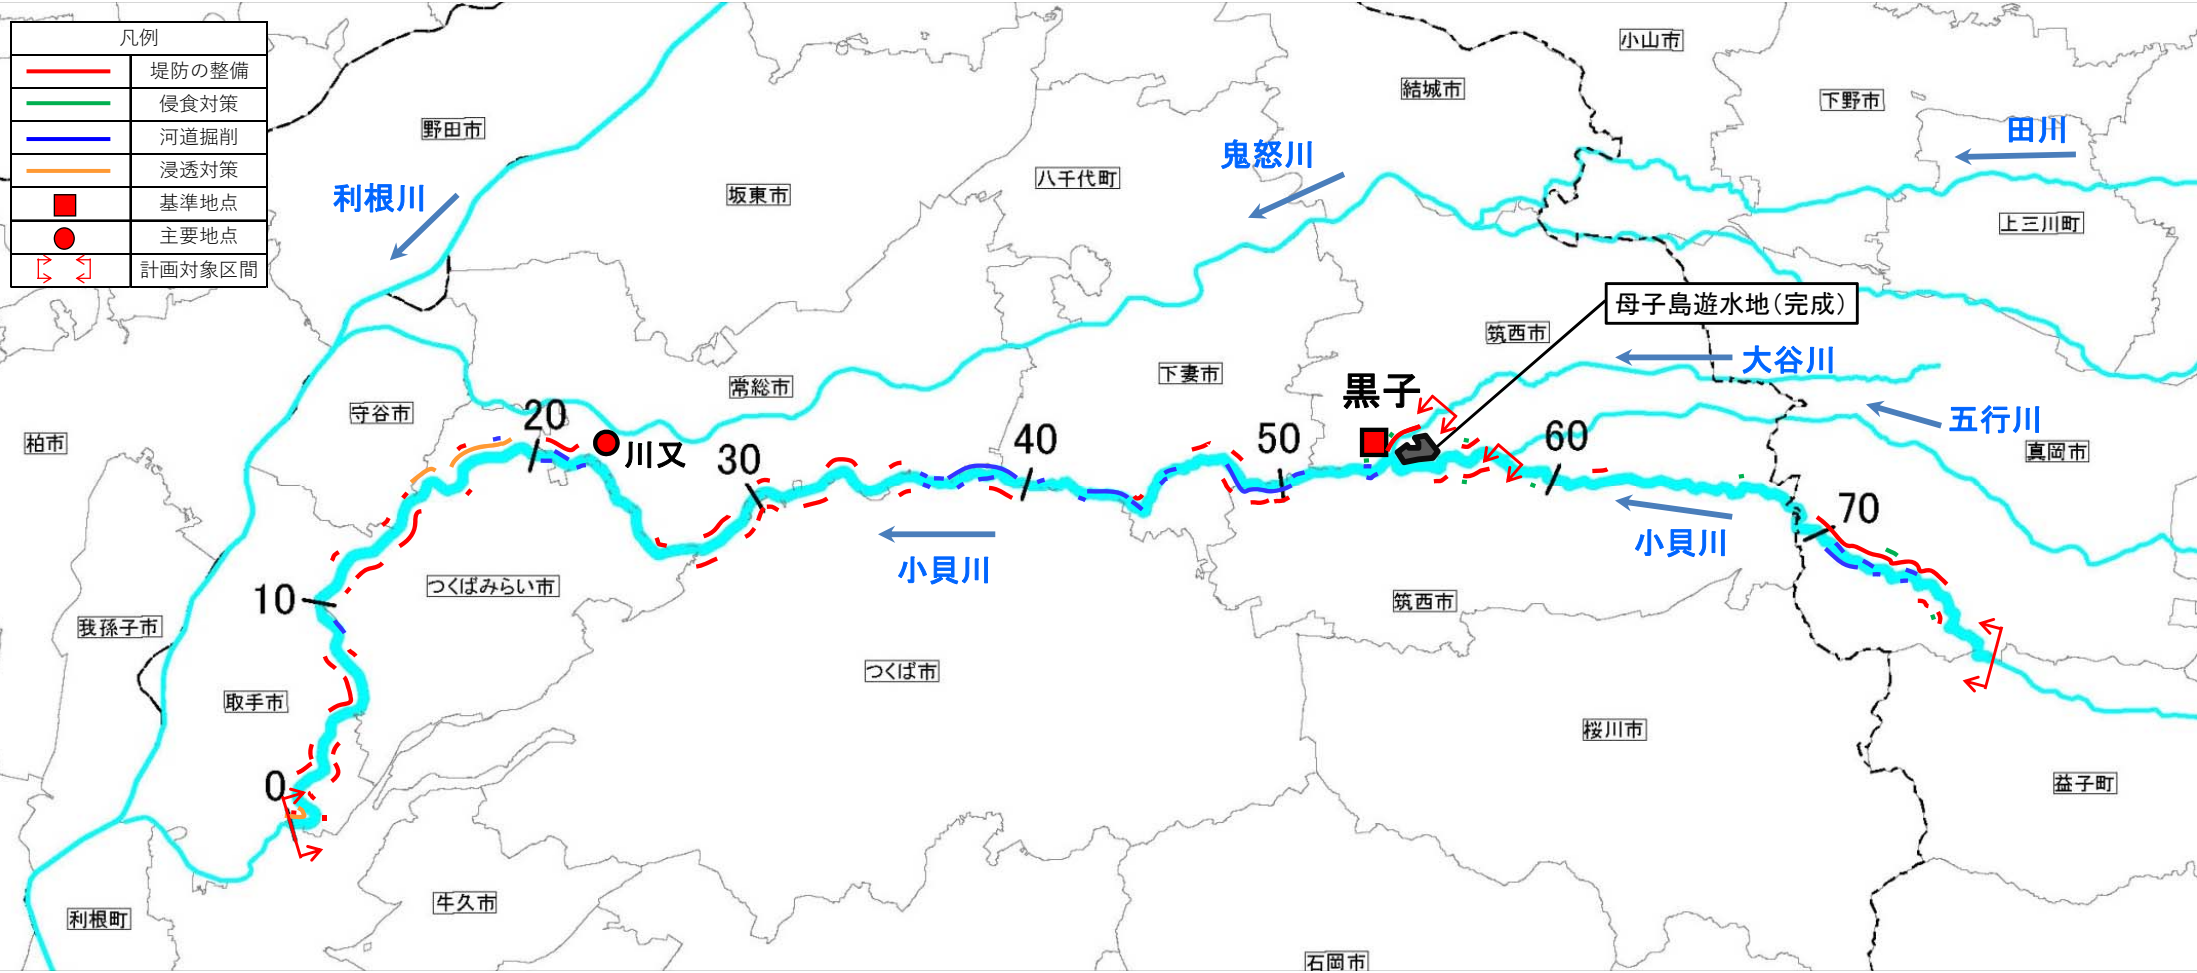 凡例
堤防の整備
侵食対策
河道掘削
浸透対策
基準地点
主要地点
計画対象区間
小山市
結城市
下野市
野田市
田川
鬼怒川
八千代町
坂東市
利根川
上三川町
母子島遊水地(完成)
筑西市
大谷川
下妻市
常総市
黒子
守谷市
20
五行川
柏市
川又
30
40
50
60
真岡市
70
小貝川
小貝川
つくばみらい市
10
筑西市
我孫子市
つくば市
取手市
桜川市
0
益子町
牛久市
利根町
石岡市